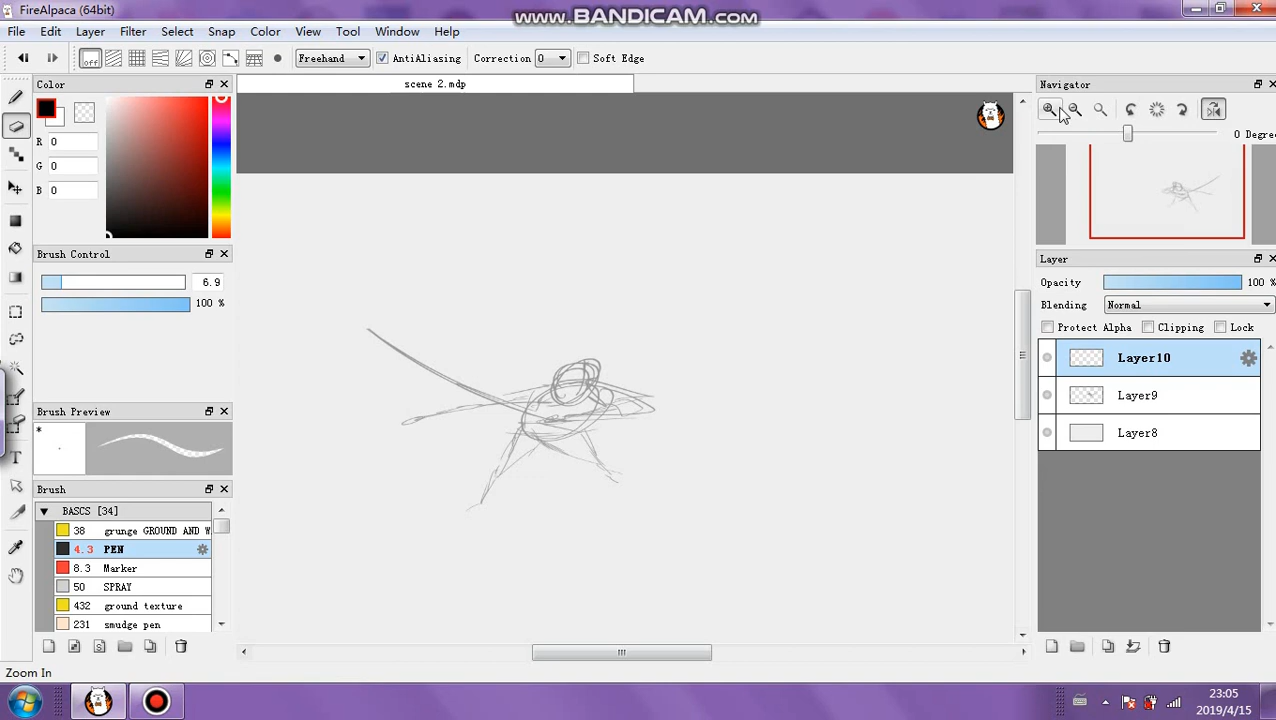 FireAlpaca (64bit)
www.BANDICAM.com
File Edit Layer Filter Select Snap Color View Tool Window Help
off Freehand AntiAliasing Correction 0 Soft Edge
Color
scene 2.mdp
Navigator
R 0
G 0
B 0
0 Degree
Brush Control
6.9
100 %
Layer
Opacity 100 %
Blending Normal
Protect Alpha Clipping Lock
Layer10
Layer9
Layer8
Brush Preview
*
Brush
BASCS [34]
38 grunge GROUND AND W
4.3 PEN
8.3 Marker
50 SPRAY
432 ground texture
231 smudge pen
Zoom In
23:05
2019/4/15